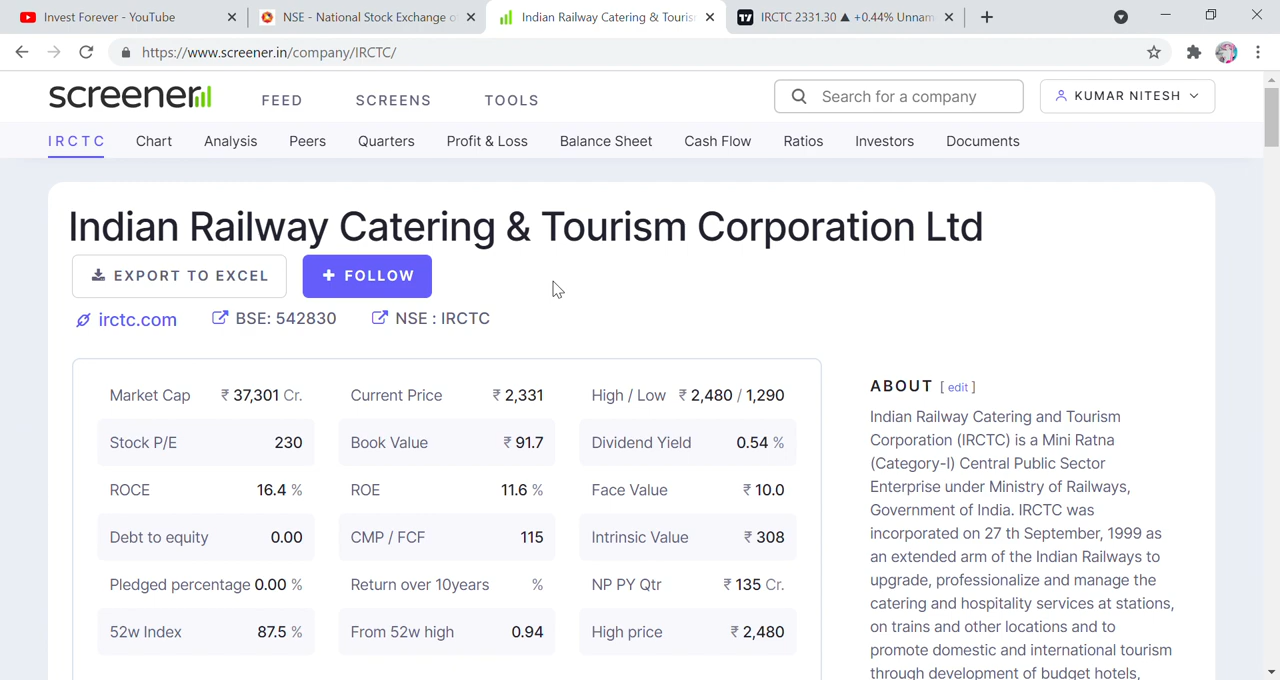 Invest Forever - YouTube
NSE - National Stock Exchange o
Indian Railway Catering & Touris
IRCTC 2331.30 ▲ +0.44% Unnam
https://www.screener.in/company/IRCTC/
screener
FEED SCREENS TOOLS
Search for a company
KUMAR NITESH
IRCTC Chart Analysis Peers Quarters Profit & Loss Balance Sheet Cash Flow Ratios Investors Documents
Indian Railway Catering & Tourism Corporation Ltd
EXPORT TO EXCEL
+ FOLLOW
irctc.com BSE: 542830 NSE : IRCTC
Market Cap ₹ 37,301 Cr. Current Price ₹ 2,331 High / Low ₹ 2,480 / 1,290
Stock P/E 230 Book Value ₹ 91.7 Dividend Yield 0.54 %
ROCE 16.4 % ROE 11.6 % Face Value ₹ 10.0
Debt to equity 0.00 CMP / FCF 115 Intrinsic Value ₹ 308
Pledged percentage 0.00 % Return over 10years % NP PY Qtr ₹ 135 Cr.
52w Index 87.5 % From 52w high 0.94 High price ₹ 2,480
ABOUT [ edit ]
Indian Railway Catering and Tourism
Corporation (IRCTC) is a Mini Ratna
(Category-I) Central Public Sector
Enterprise under Ministry of Railways,
Government of India. IRCTC was
incorporated on 27 th September, 1999 as
an extended arm of the Indian Railways to
upgrade, professionalize and manage the
catering and hospitality services at stations,
on trains and other locations and to
promote domestic and international tourism
through development of budget hotels,